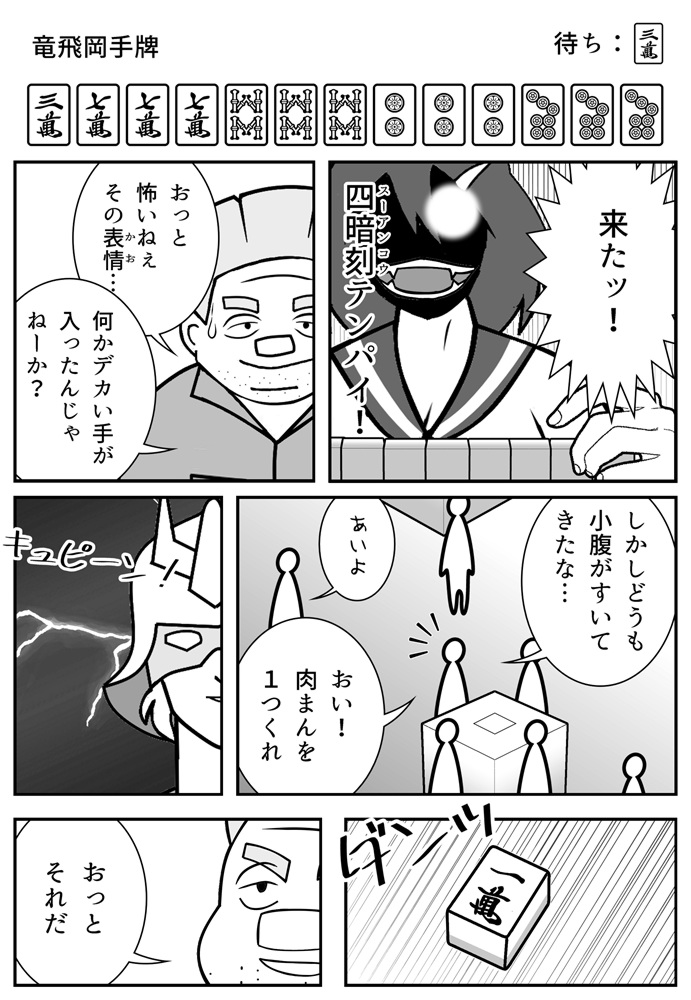 竜飛岡手牌
待ち：
三萬
三萬
七萬
七萬
七萬
来たッ！
四暗刻テンパイ！
スーアンコウ
おっと
怖いねぇ
その表情…
かお
何かデカい手が
入ったんじゃ
ねーか？
しかしどうも
小腹がすいて
きたな…
おい！
肉まんを
１つくれ
あいよ
キュピーン！
ダンッ
一萬
おっと
それだ